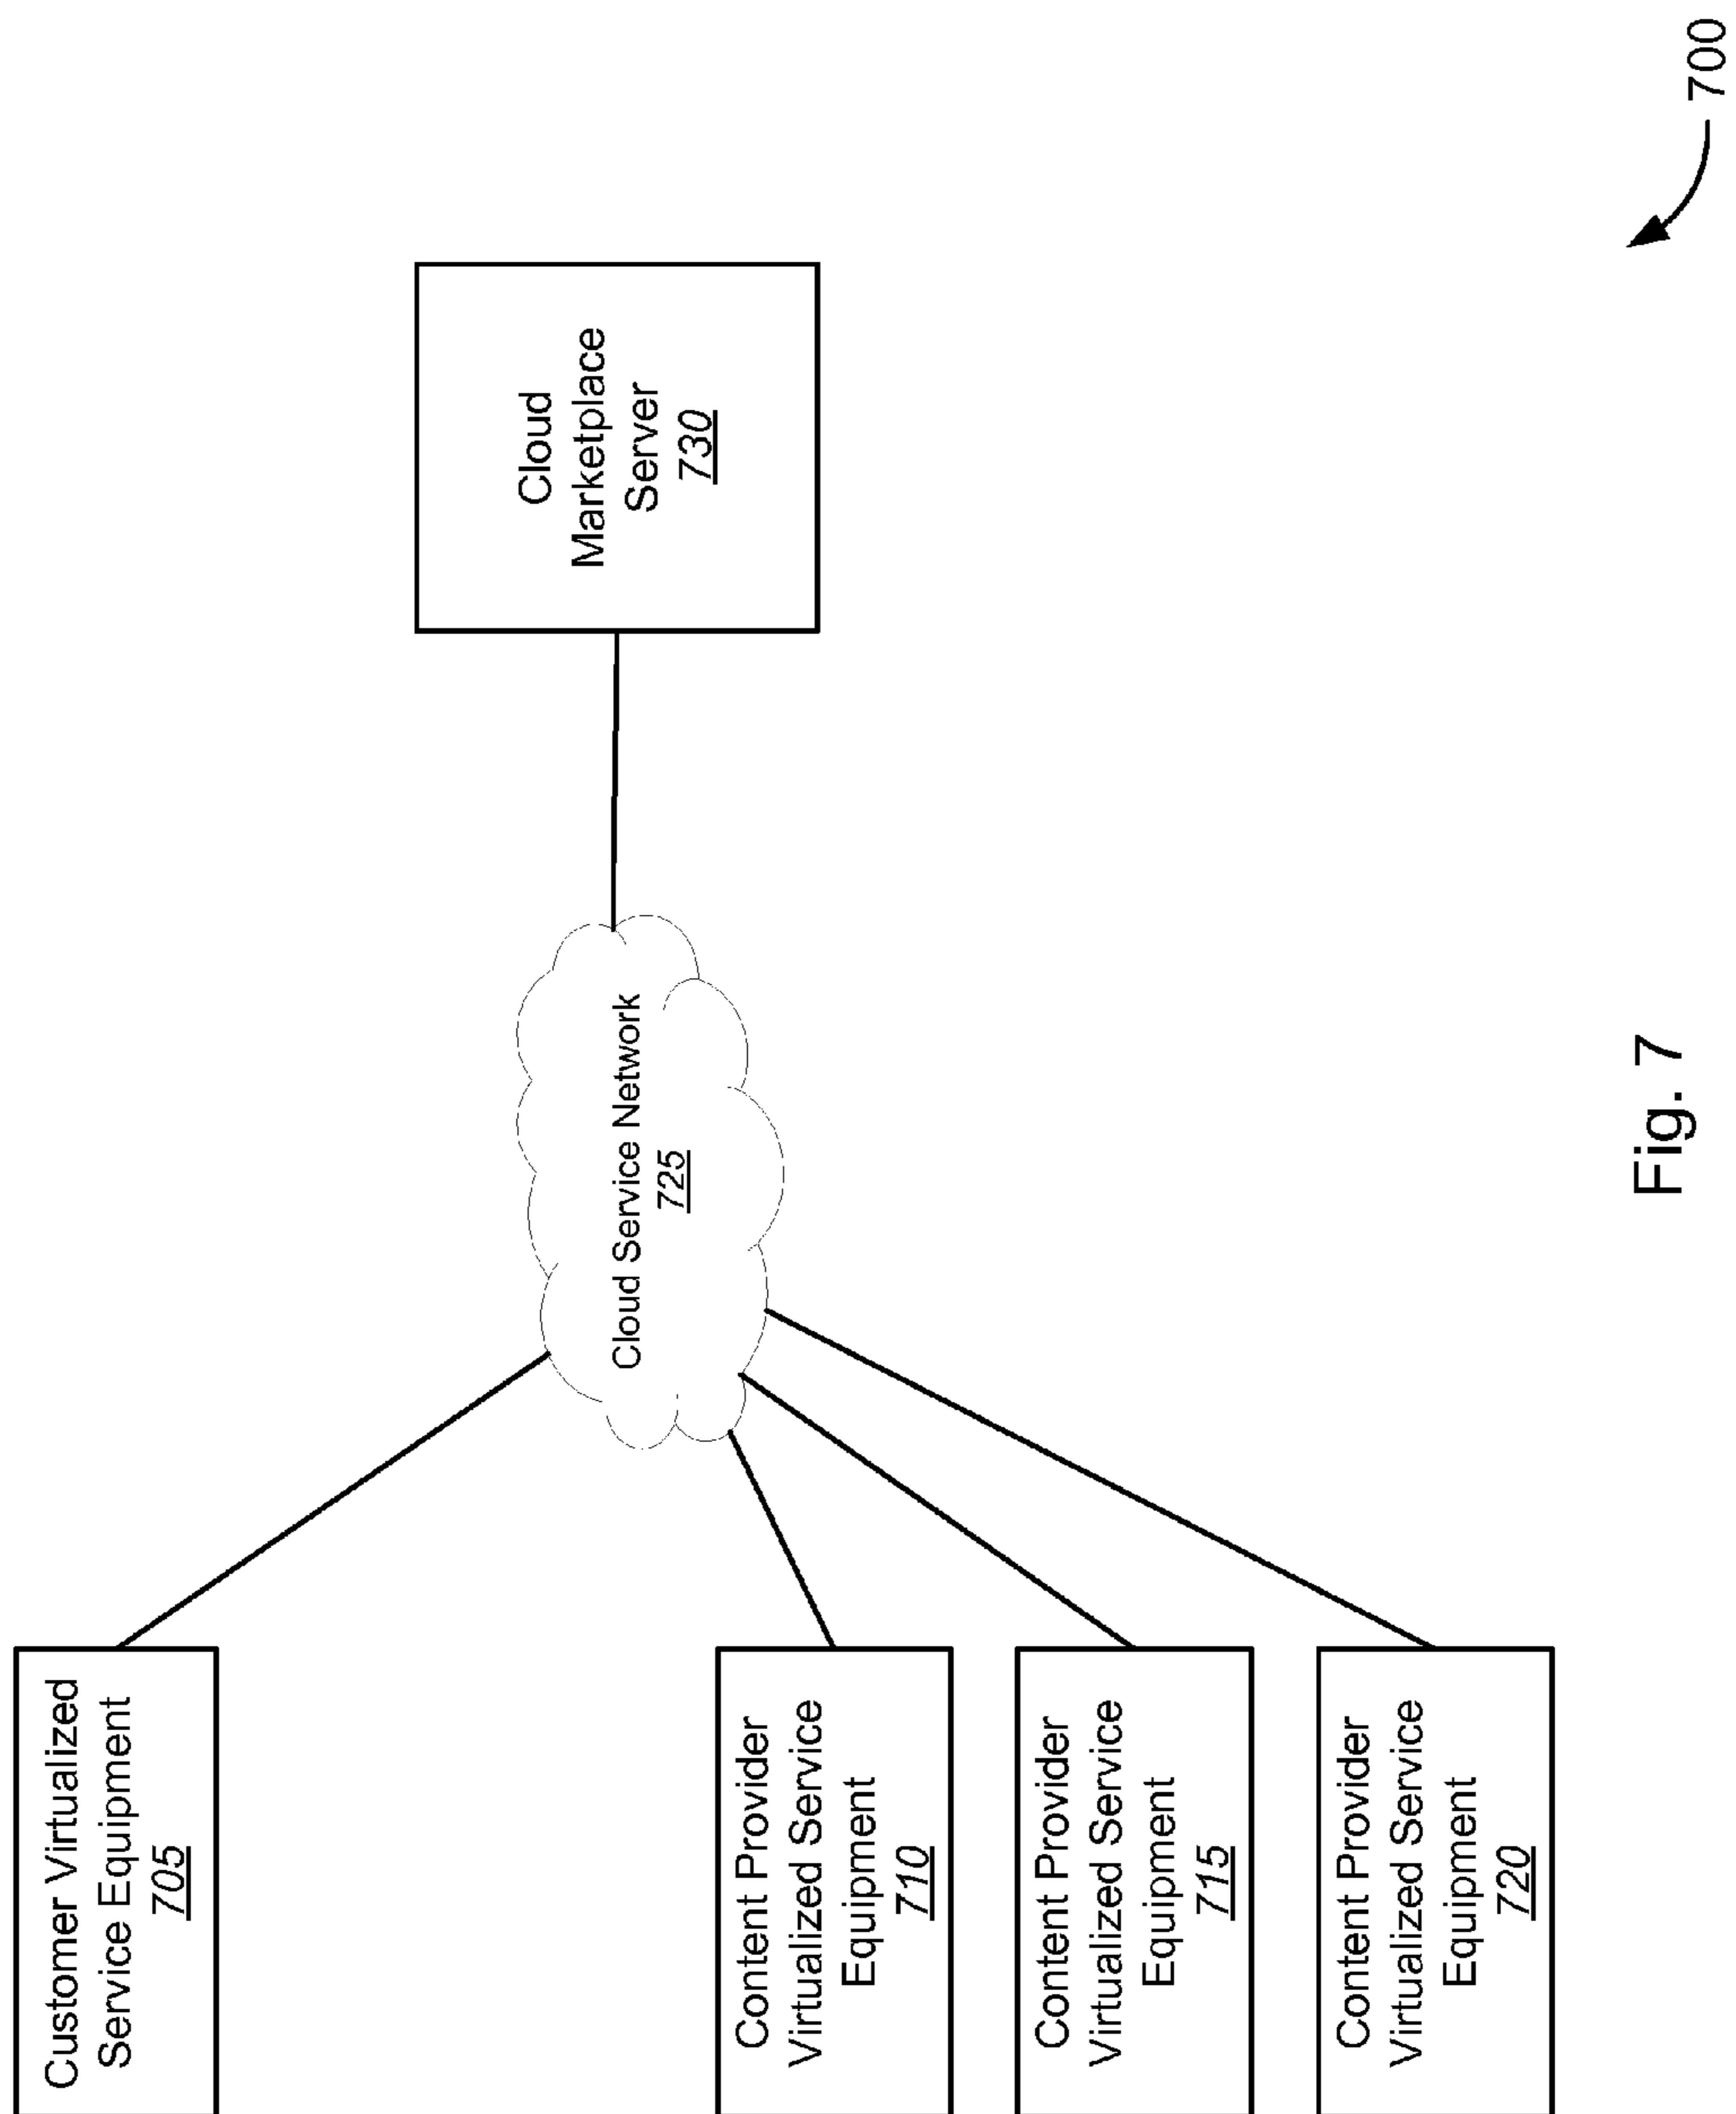 Customer Virtualized
Service Equipment
705
Content Provider
Virtualized Service
Equipment
710
Content Provider
Virtualized Service
Equipment
715
Content Provider
Virtualized Service
Equipment
720
Cloud Service Network
725
Cloud
Marketplace
Server
730
700
Fig. 7